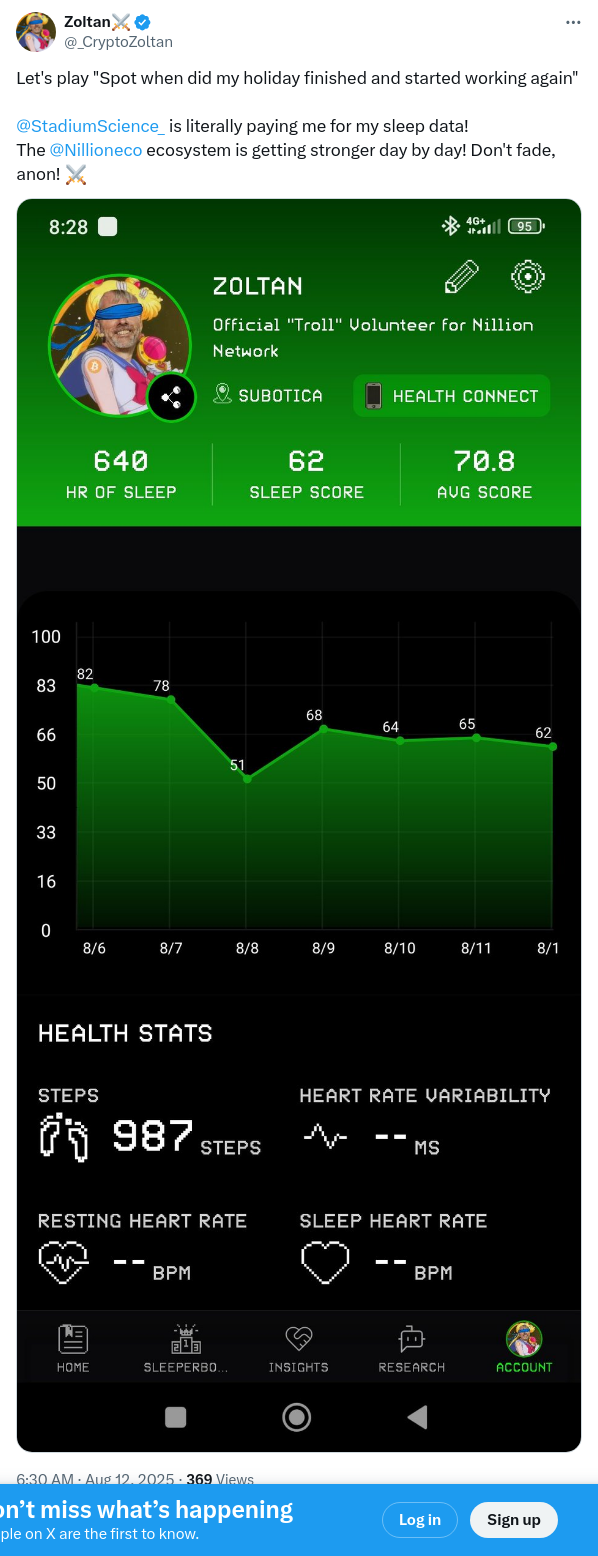 Zoltan⚔️
@_CryptoZoltan
Let's play "Spot when did my holiday finished and started working again"
@StadiumScience_ is literally paying me for my sleep data!
The @Nillioneco ecosystem is getting stronger day by day! Don't fade,
anon! ⚔️
8:28
4G+
95
ZOLTAN
Official "Troll" Volunteer for Nillion
Network
SUBOTICA
HEALTH CONNECT
640
62
70.8
HR OF SLEEP
SLEEP SCORE
AVG SCORE
100
83
66
50
33
16
0
82
78
51
68
64
65
62
8/6
8/7
8/8
8/9
8/10
8/11
8/1
HEALTH STATS
STEPS
HEART RATE VARIABILITY
987 STEPS
-- MS
RESTING HEART RATE
SLEEP HEART RATE
-- BPM
-- BPM
HOME
SLEEPERBO...
INSIGHTS
RESEARCH
ACCOUNT
6:30 AM · Aug 12, 2025 · 369 Views
on't miss what's happening
ple on X are the first to know.
Log in
Sign up